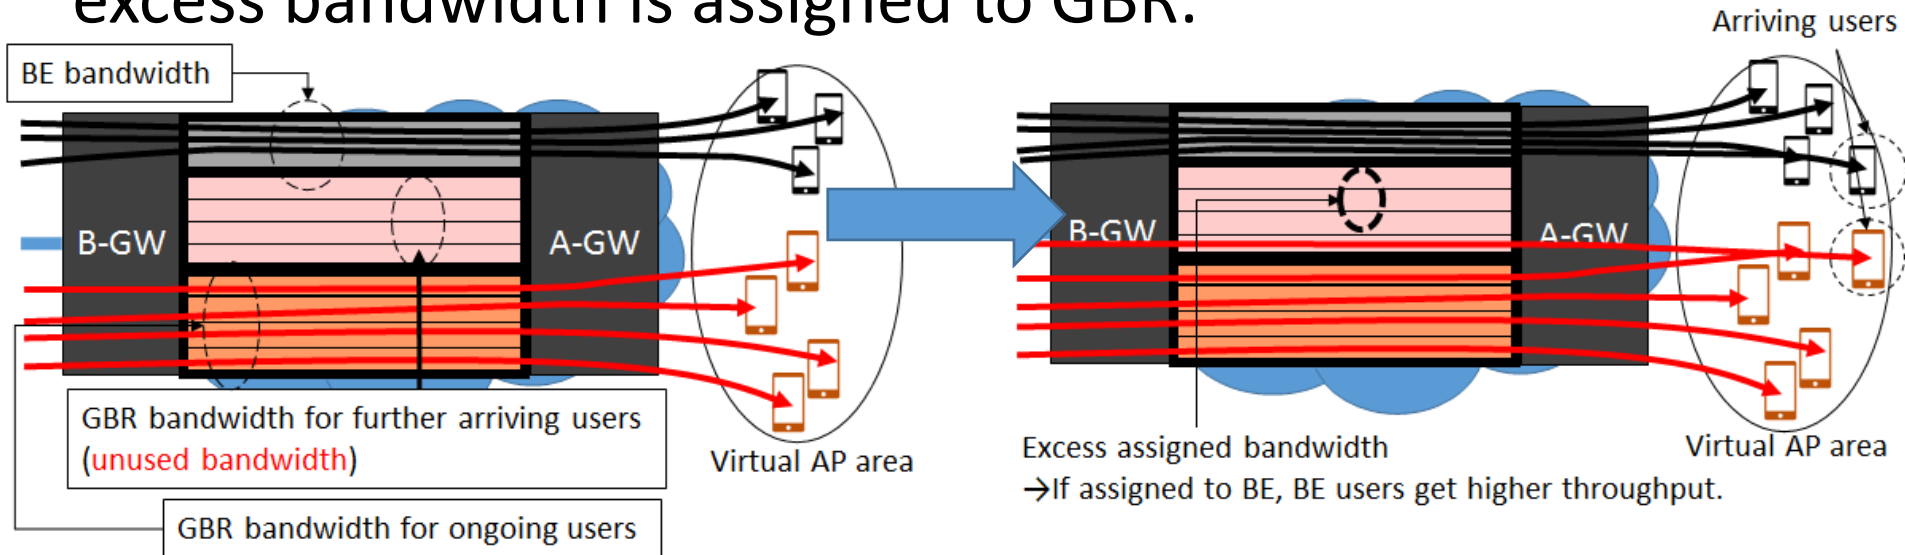 excess bandwidth is assigned to GBR.
Arriving users
BE bandwidth
B-GW
A-GW
B-GW
A-GW
GBR bandwidth for further arriving users
(unused bandwidth)
Virtual AP area
GBR bandwidth for ongoing users
Excess assigned bandwidth
→If assigned to BE, BE users get higher throughput.
Virtual AP area